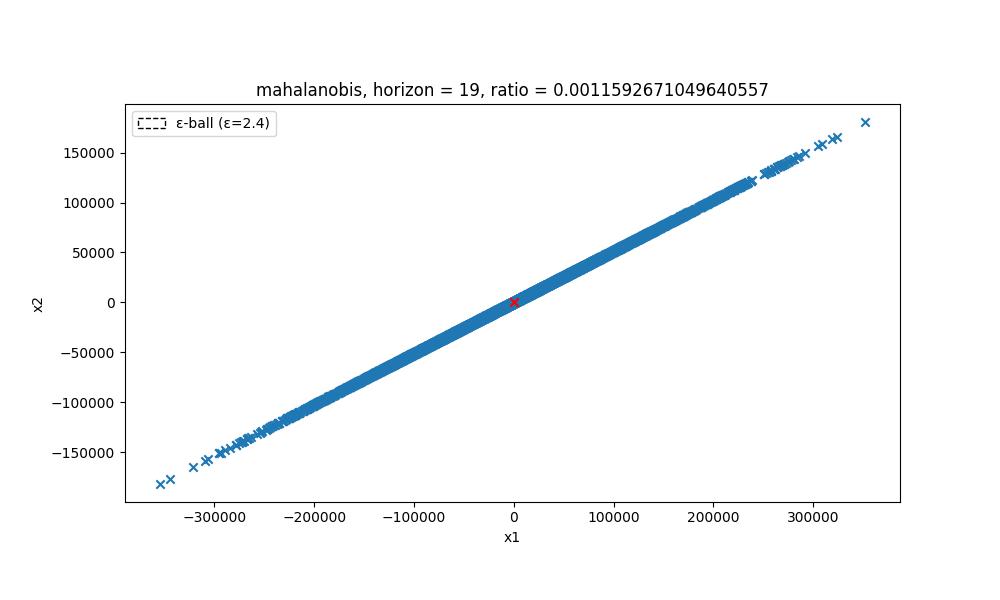 mahalanobis, horizon = 19, ratio = 0.0011592671049640557
ε-ball (ε=2.4)
x2
150000
100000
50000
0
−50000
−100000
−150000
−300000 −200000 −100000 0 100000 200000 300000
x1